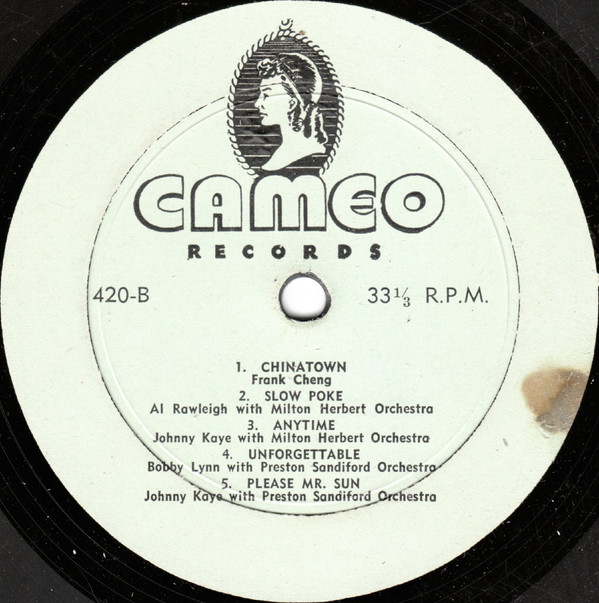 CAMEO
RECORDS
420-B
33⅓ R.P.M.
1. CHINATOWN
Frank Cheng
2. SLOW POKE
Al Rawleigh with Milton Herbert Orchestra
3. ANYTIME
Johnny Kaye with Milton Herbert Orchestra
4. UNFORGETTABLE
Bobby Lynn with Preston Sandiford Orchestra
5. PLEASE MR. SUN
Johnny Kaye with Preston Sandiford Orchestra